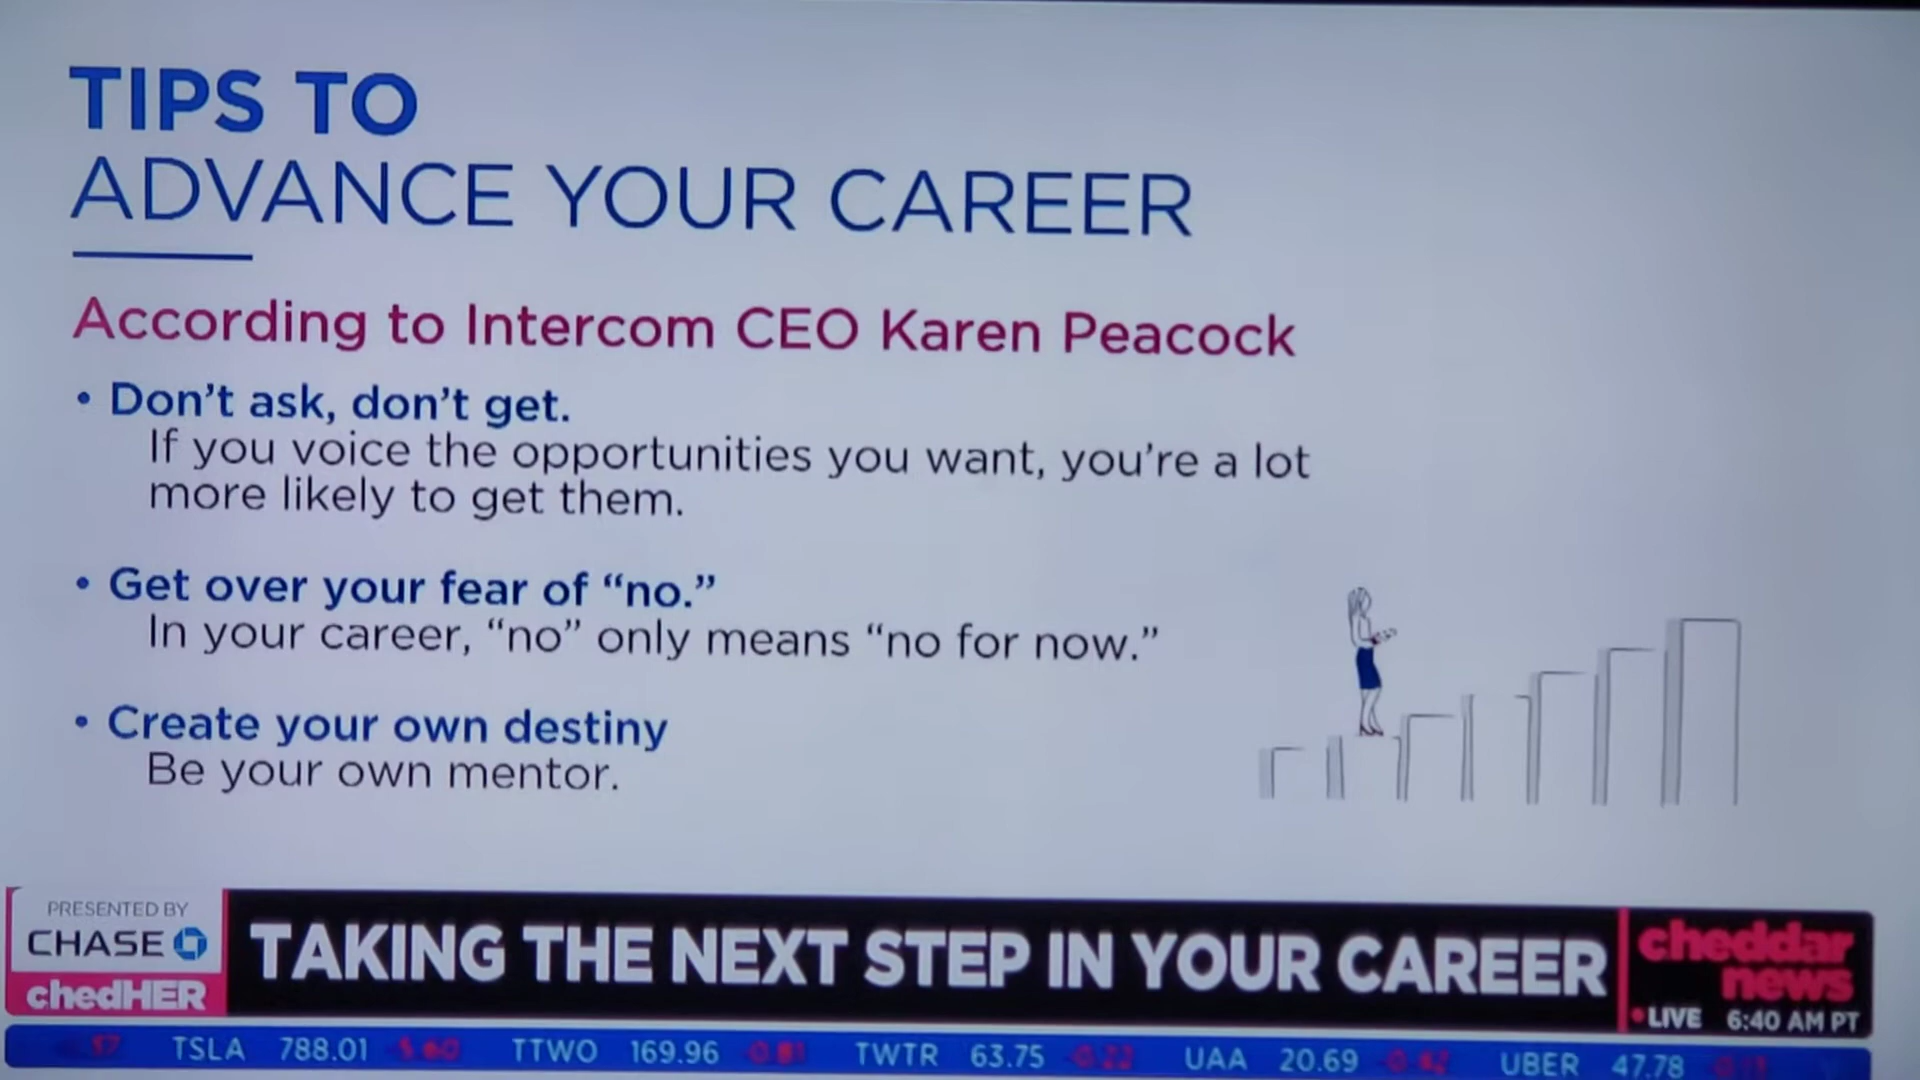 TIPS TO
ADVANCE YOUR CAREER
According to Intercom CEO Karen Peacock
• Don't ask, don't get.
If you voice the opportunities you want, you're a lot
more likely to get them.
• Get over your fear of “no.”
In your career, “no” only means “no for now.”
• Create your own destiny
Be your own mentor.
PRESENTED BY
CHASE
chedHER
TAKING THE NEXT STEP IN YOUR CAREER
cheddar
news
LIVE 6:40 AM PT
TSLA 788.01 TTWO 169.96 TWTR 63.75 UAA 20.69 UBER 47.78